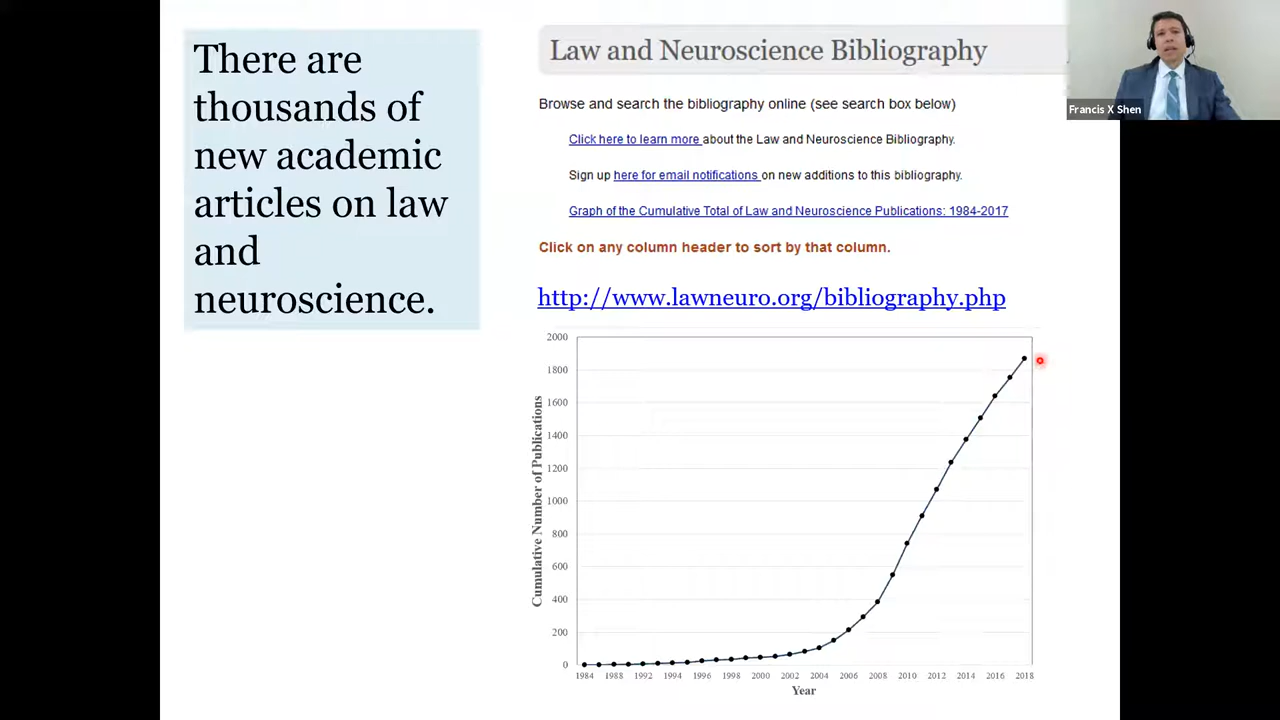 There are
thousands of
new academic
articles on law
and
neuroscience.
Law and Neuroscience Bibliography
Browse and search the bibliography online (see search box below)
Click here to learn more about the Law and Neuroscience Bibliography.
Sign up here for email notifications on new additions to this bibliography.
Graph of the Cumulative Total of Law and Neuroscience Publications: 1984-2017
Click on any column header to sort by that column.
http://www.lawneuro.org/bibliography.php
Francis X Shen
Cumulative Number of Publications
2000
1800
1600
1400
1200
1000
800
600
400
200
0
1984 1988 1992 1994 1996 1998 2000 2002 2004 2006 2008 2010 2012 2014 2016 2018
Year